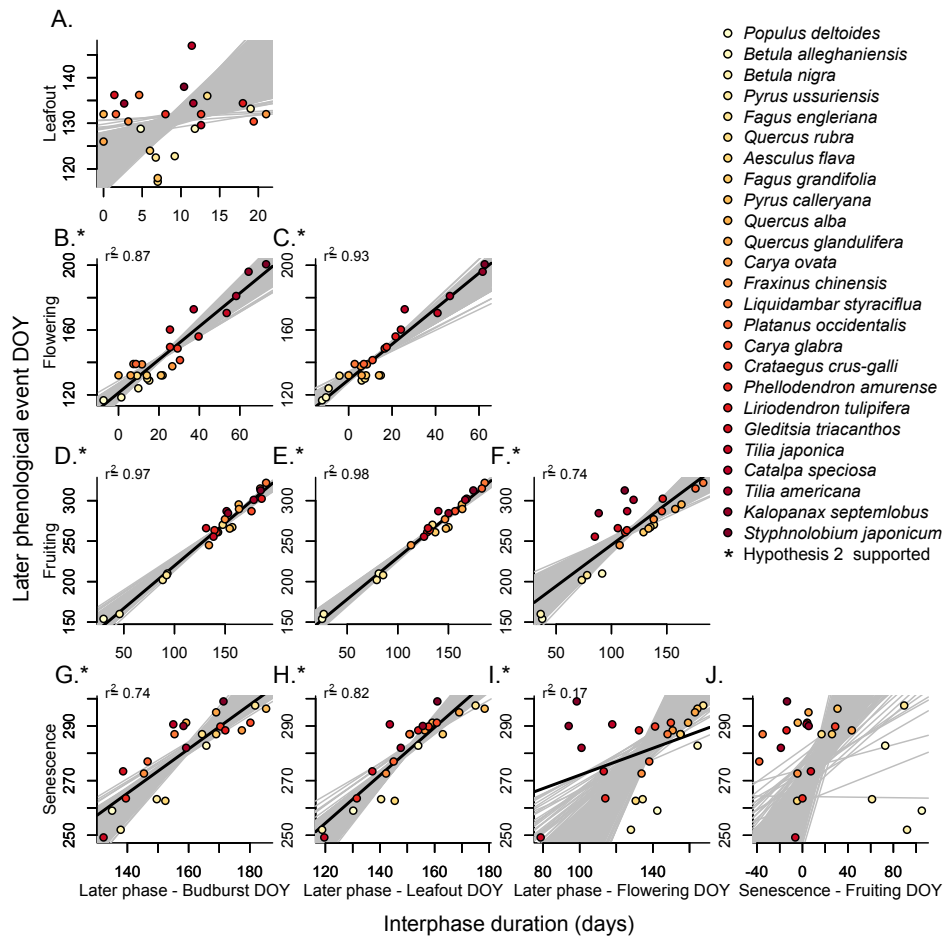 A.
Leafout
120 130 140
0 5 10 15 20
B.*
r² = 0.87
Flowering
120 160 200
0 20 40 60
C.*
r² = 0.93
120 160 200
0 20 40 60
D.*
r² = 0.97
Fruiting
150 200 250 300
50 100 150
E.*
r² = 0.98
150 200 250 300
50 100 150
F.*
r² = 0.74
150 200 250 300
50 100 150
G.*
r² = 0.74
Senescence
250 270 290
140 160 180
Later phase - Budburst DOY
H.*
r² = 0.82
250 270 290
120 140 160 180
Later phase - Leafout DOY
I.*
r² = 0.17
250 270 290
80 100 140
Later phase - Flowering DOY
J.
250 270 290
-40 0 40 80
Senescence - Fruiting DOY
Later phenological event DOY
Interphase duration (days)
Populus deltoides
Betula alleghaniensis
Betula nigra
Pyrus ussuriensis
Fagus engleriana
Quercus rubra
Aesculus flava
Fagus grandifolia
Pyrus calleryana
Quercus alba
Quercus glandulifera
Carya ovata
Fraxinus chinensis
Liquidambar styraciflua
Platanus occidentalis
Carya glabra
Crataegus crus-galli
Phellodendron amurense
Liriodendron tulipifera
Gleditsia triacanthos
Tilia japonica
Catalpa speciosa
Tilia americana
Kalopanax septemlobus
Styphnolobium japonicum
* Hypothesis 2 supported